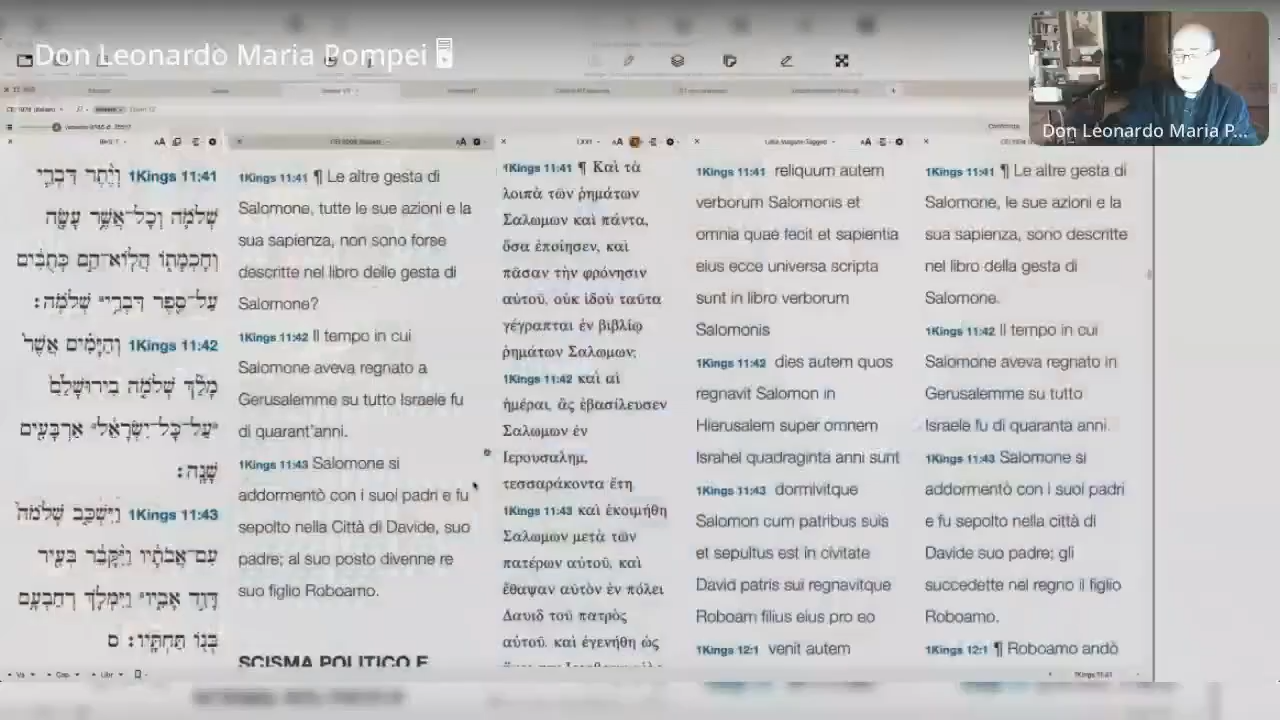 Don Leonardo Maria Pompei
Don Leonardo Maria P...
1Kings 11:41 וְיֶ֨תֶר דִּבְרֵ֤י
שְׁלֹמֹה֙ וְכָל־אֲשֶׁ֣ר עָשָׂ֔ה
וְחָכְמָת֑וֹ הֲלֽוֹא־הֵ֣ם כְּתֻבִ֔ים
עַל־סֵ֖פֶר דִּבְרֵ֥י שְׁלֹמֹֽה׃
1Kings 11:42 וְהַיָּמִ֗ים אֲשֶׁר֩
מָלַ֨ךְ שְׁלֹמֹ֤ה בִירוּשָׁלִַ֙ם֙
עַל־כָּל־יִשְׂרָאֵ֔ל אַרְבָּעִ֖ים
שָׁנָֽה׃
1Kings 11:43 וַיִּשְׁכַּ֤ב שְׁלֹמֹה֙
עִם־אֲבֹתָ֔יו וַיִּ֨קָּבֵ֔ר בְּעִ֖יר
דָּוִ֣ד אָבִ֑יו וַיִּמְלֹ֛ךְ רְחַבְעָ֥ם
בְּנ֖וֹ תַּחְתָּֽיו׃ ס
1Kings 11:41 ¶ Le altre gesta di
Salomone, tutte le sue azioni e la
sua sapienza, non sono forse
descritte nel libro delle gesta di
Salomone?
1Kings 11:42 Il tempo in cui
Salomone aveva regnato a
Gerusalemme su tutto Israele fu
di quarant'anni.
1Kings 11:43 Salomone si
addormentò con i suoi padri e fu
sepolto nella Città di Davide, suo
padre; al suo posto divenne re
suo figlio Roboamo.
SCISMA POLITICO E
1Kings 11:41 ¶ Καὶ τὰ
λοιπὰ τῶν ῥημάτων
Σαλωμων καὶ πάντα,
ὅσα ἐποίησεν, καὶ
πᾶσαν τὴν φρόνησιν
αὐτοῦ, οὐκ ἰδοὺ ταῦτα
γέγραπται ἐν βιβλίῳ
ῥημάτων Σαλωμων;
1Kings 11:42 καὶ αἱ
ἡμέραι, ἃς ἐβασίλευσεν
Σαλωμων ἐν
Ιερουσαλημ,
τεσσαράκοντα ἔτη
1Kings 11:43 καὶ ἐκοιμήθη
Σαλωμων μετὰ τῶν
πατέρων αὐτοῦ, καὶ
ἔθαψαν αὐτὸν ἐν πόλει
Δαυιδ τοῦ πατρὸς
αὐτοῦ. καὶ ἐγενήθη ὡς
1Kings 11:41 reliquum autem
verborum Salomonis et
omnia quae fecit et sapientia
eius ecce universa scripta
sunt in libro verborum
Salomonis
1Kings 11:42 dies autem quos
regnavit Salomon in
Hierusalem super omnem
Israhel quadraginta anni sunt
1Kings 11:43 dormivitque
Salomon cum patribus suis
et sepultus est in civitate
David patris sui regnavitque
Roboam filius eius pro eo
1Kings 12:1 venit autem
1Kings 11:41 ¶ Le altre gesta di
Salomone, le sue azioni e la
sua sapienza, sono descritte
nel libro della gesta di
Salomone.
1Kings 11:42 Il tempo in cui
Salomone aveva regnato in
Gerusalemme su tutto
Israele fu di quaranta anni.
1Kings 11:43 Salomone si
addormentò con i suoi padri
e fu sepolto nella città di
Davide suo padre; gli
succedette nel regno il figlio
Roboamo.
1Kings 12:1 ¶ Roboamo andò
1Kings 11:41